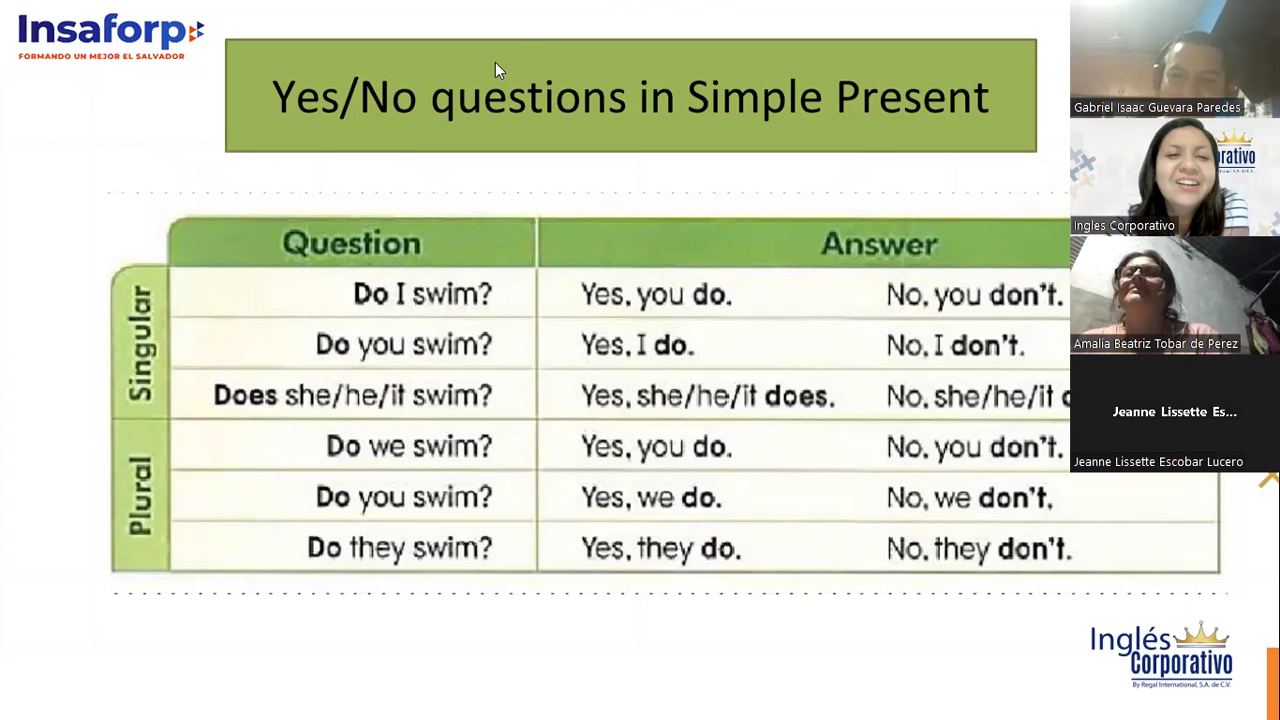 Insaforp
FORMANDO UN MEJOR EL SALVADOR
Yes/No questions in Simple Present
Question Answer
Singular
Do I swim? Yes, you do. No, you don't.
Do you swim? Yes, I do. No, I don't.
Does she/he/it swim? Yes, she/he/it does. No, she/he/it
Plural
Do we swim? Yes, you do. No, you don't.
Do you swim? Yes, we do. No, we don't.
Do they swim? Yes, they do. No, they don't.
Gabriel Isaac Guevara Paredes
Ingles Corporativo
Amalia Beatriz Tobar de Perez
Jeanne Lissette Es...
Jeanne Lissette Escobar Lucero
Inglés
Corporativo
By Regal International, S.A. de C.V.